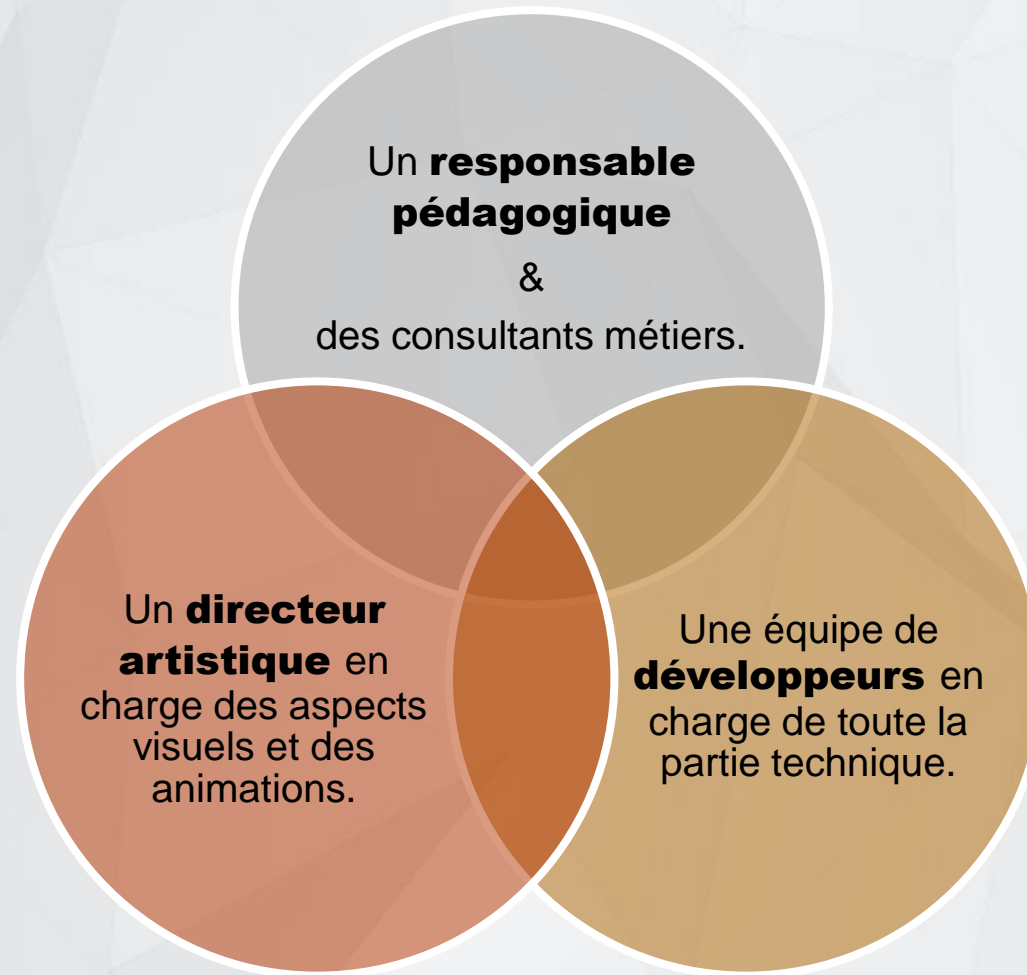 Un responsable
pédagogique
&
des consultants métiers.
Un directeur
artistique en
charge des aspects
visuels et des
animations.
Une équipe de
développeurs en
charge de toute la
partie technique.